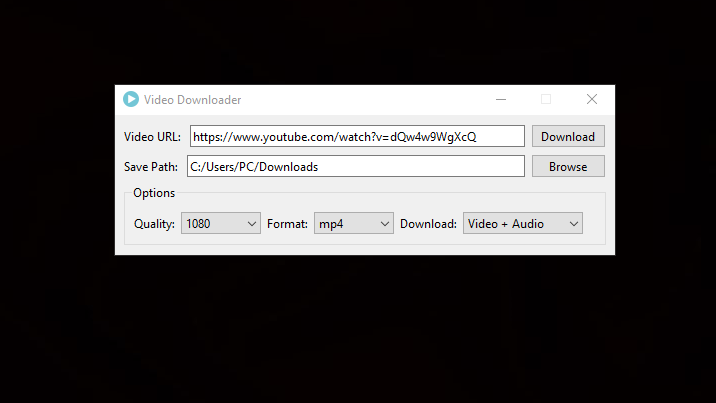 Video Downloader
Video URL: https://www.youtube.com/watch?v=dQw4w9WgXcQ Download
Save Path: C:/Users/PC/Downloads Browse
Options
Quality: 1080 Format: mp4 Download: Video + Audio